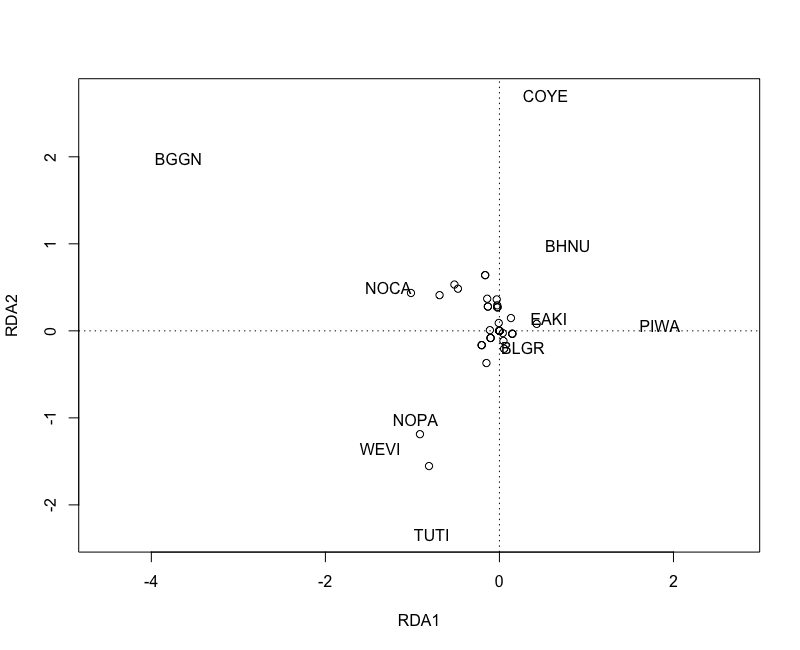 COYE
2
BGGN
1
BHNU
NOCA
EAKI
PIWA
RDA2
0
BLGR
-1
NOPA
WEVI
-2
TUTI
-4 -2 0 2
RDA1